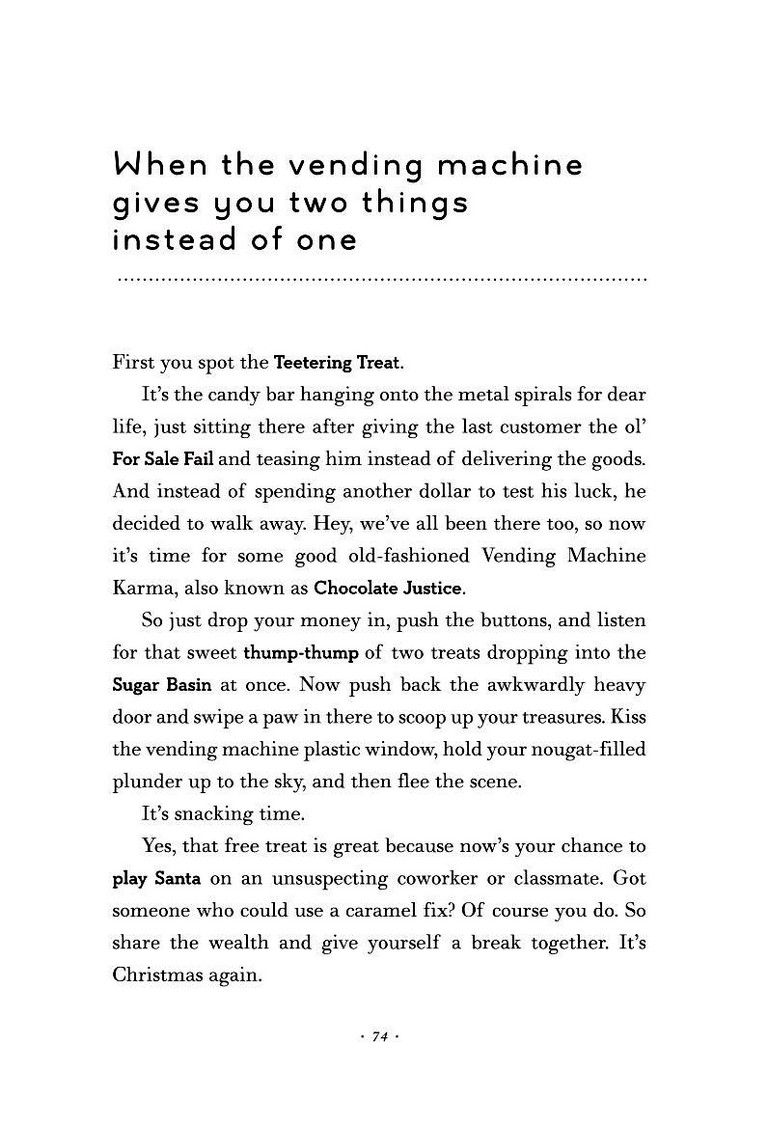 When the vending machine
gives you two things
instead of one
First you spot the Teetering Treat.
It’s the candy bar hanging onto the metal spirals for dear
life, just sitting there after giving the last customer the ol’
For Sale Fail and teasing him instead of delivering the goods.
And instead of spending another dollar to test his luck, he
decided to walk away. Hey, we’ve all been there too, so now
it’s time for some good old-fashioned Vending Machine
Karma, also known as Chocolate Justice.
So just drop your money in, push the buttons, and listen
for that sweet thump-thump of two treats dropping into the
Sugar Basin at once. Now push back the awkwardly heavy
door and swipe a paw in there to scoop up your treasures. Kiss
the vending machine plastic window, hold your nougat-filled
plunder up to the sky, and then flee the scene.
It’s snacking time.
Yes, that free treat is great because now’s your chance to
play Santa on an unsuspecting coworker or classmate. Got
someone who could use a caramel fix? Of course you do. So
share the wealth and give yourself a break together. It’s
Christmas again.
· 74 ·